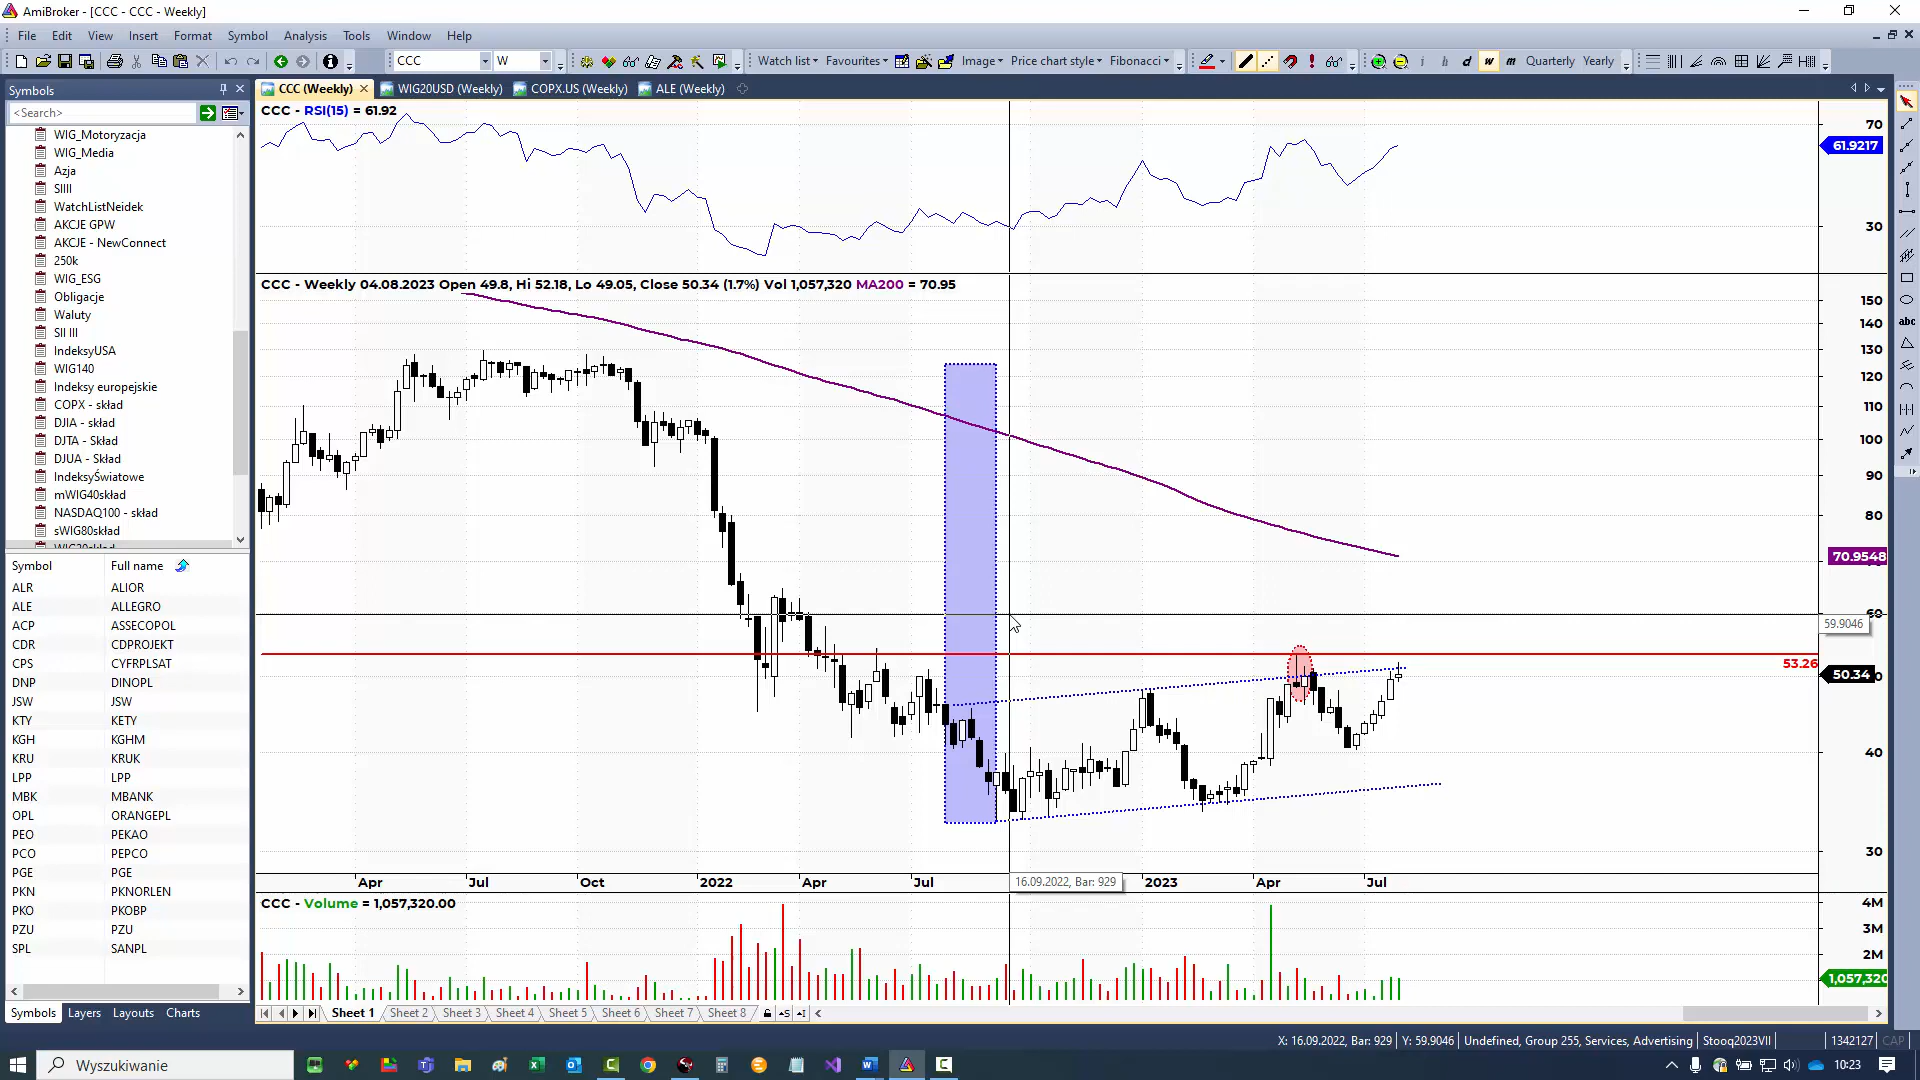 AmiBroker - [CCC - CCC - Weekly]
File Edit View Insert Format Symbol Analysis Tools Window Help
CCC W Watch list Favourites Image Price chart style Fibonacci i h d w m Quarterly Yearly
Symbols
CCC (Weekly) WIG20USD (Weekly) COPX.US (Weekly) ALE (Weekly)
<Search>
WIG_Motoryzacja
WIG_Media
Azja
SIIII
WatchListNeidek
AKCJE GPW
AKCJE - NewConnect
250k
WIG_ESG
Obligacje
Waluty
SII III
IndeksyUSA
WIG140
Indeksy europejskie
COPX - skład
DJIA - skład
DJTA - Skład
DJUA - Skład
IndeksyŚwiatowe
mWIG40skład
NASDAQ100 - skład
sWIG80skład
WIG20skład
Symbol Full name
ALR ALIOR
ALE ALLEGRO
ACP ASSECOPOL
CDR CDPROJEKT
CPS CYFRPLSAT
DNP DINOPL
JSW JSW
KTY KETY
KGH KGHM
KRU KRUK
LPP LPP
MBK MBANK
OPL ORANGEPL
PEO PEKAO
PCO PEPCO
PGE PGE
PKN PKNORLEN
PKO PKOBP
PZU PZU
SPL SANPL
Symbols Layers Layouts Charts
CCC - RSI(15) = 61.92
70
61.9217
30
CCC - Weekly 04.08.2023 Open 49.8, Hi 52.18, Lo 49.05, Close 50.34 (1.7%) Vol 1,057,320 MA200 = 70.95
150
140
130
120
110
100
90
80
70.9548
60
59.9046
53.26
50.34
40
30
Apr Jul Oct 2022 Apr Jul 16.09.2022, Bar: 929 2023 Apr Jul
CCC - Volume = 1,057,320.00
4M
3M
2M
1,057,320
Sheet 1 Sheet 2 Sheet 3 Sheet 4 Sheet 5 Sheet 6 Sheet 7 Sheet 8
X: 16.09.2022, Bar: 929 Y: 59.9046 Undefined, Group 255, Services, Advertising Stooq2023VII 1342127 CAP
Wyszukiwanie
10:23
abc